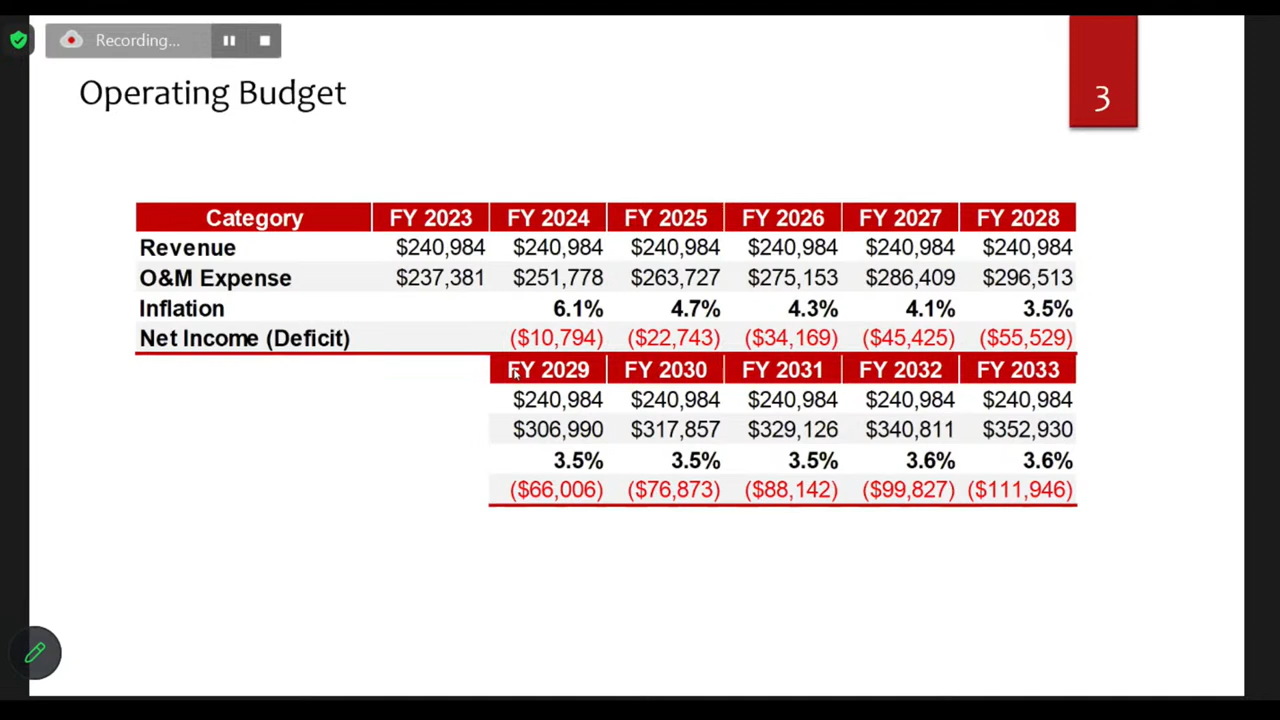 Recording...
Operating Budget
3
Category FY 2023 FY 2024 FY 2025 FY 2026 FY 2027 FY 2028
Revenue $240,984 $240,984 $240,984 $240,984 $240,984 $240,984
O&M Expense $237,381 $251,778 $263,727 $275,153 $286,409 $296,513
Inflation 6.1% 4.7% 4.3% 4.1% 3.5%
Net Income (Deficit) ($10,794) ($22,743) ($34,169) ($45,425) ($55,529)
FY 2029 FY 2030 FY 2031 FY 2032 FY 2033
$240,984 $240,984 $240,984 $240,984 $240,984
$306,990 $317,857 $329,126 $340,811 $352,930
3.5% 3.5% 3.5% 3.6% 3.6%
($66,006) ($76,873) ($88,142) ($99,827) ($111,946)